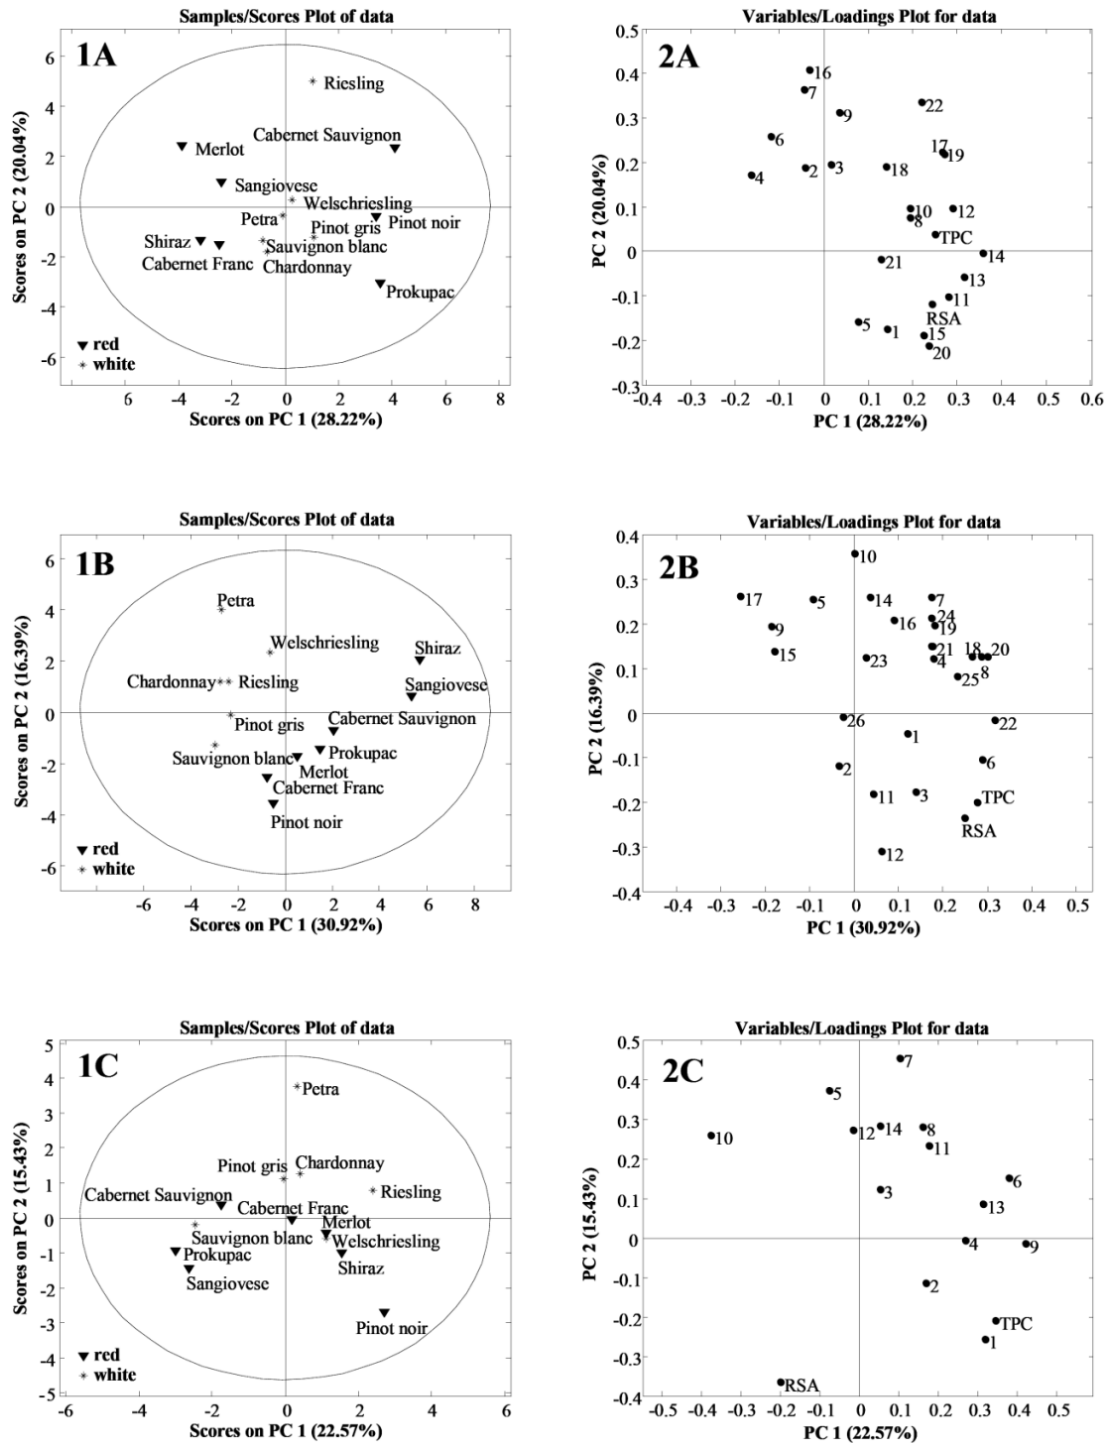 Samples/Scores Plot of data
1A
Scores on PC 2 (20.04%)
6
4
2
0
-2
-4
-6
Riesling
Cabernet Sauvignon
Merlot
Sangiovese
Welschriesling
Petra
Pinot noir
Pinot gris
Shiraz
Sauvignon blanc
Cabernet Franc
Chardonnay
Prokupac
red
white
6 -4 -2 0 2 4 6 8
Scores on PC 1 (28.22%)
Variables/Loadings Plot for data
2A
PC 2 (20.04%)
0.5
0.4
0.3
0.2
0.1
0
-0.1
-0.2
-0.3
16
7
22
9
6
17 19
2 3 18
4
10 12
8
TPC
14
21
13
11
RSA
5 1 15
20
-0.4 -0.3 -0.2 -0.1 0 0.1 0.2 0.3 0.4 0.5 0.6
PC 1 (28.22%)
Samples/Scores Plot of data
1B
Scores on PC 2 (16.39%)
6
4
2
0
-2
-4
-6
Petra
Welschriesling
Shiraz
Chardonnay Riesling
Sangiovese
Pinot gris Cabernet Sauvignon
Sauvignon blanc Prokupac
Merlot
Cabernet Franc
Pinot noir
red
white
-6 -4 -2 0 2 4 6 8
Scores on PC 1 (30.92%)
Variables/Loadings Plot for data
2B
PC 2 (16.39%)
0.4
0.3
0.2
0.1
0
-0.1
-0.2
-0.3
-0.4
10
17 5 14 7
24
9 16 19
15 21 18 20
23 4
25 8
26 22
1
2 6
11 3 TPC
RSA
12
-0.4 -0.3 -0.2 -0.1 0 0.1 0.2 0.3 0.4 0.5
PC 1 (30.92%)
Samples/Scores Plot of data
1C
Scores on PC 2 (15.43%)
5
4
3
2
1
0
-1
-2
-3
-4
-5
Petra
Pinot gris Chardonnay
Cabernet Sauvignon Riesling
Cabernet Franc
Merlot
Sauvignon blanc Welschriesling
Prokupac
Shiraz
Sangiovese
Pinot noir
red
white
-6 -4 -2 0 2 4 6
Scores on PC 1 (22.57%)
Variables/Loadings Plot for data
2C
PC 2 (15.43%)
0.5
0.4
0.3
0.2
0.1
0
-0.1
-0.2
-0.3
-0.4
7
5
12 14 8
10 11
6
3
13
4 9
2
TPC
1
RSA
-0.5 -0.4 -0.3 -0.2 -0.1 0 0.1 0.2 0.3 0.4 0.5
PC 1 (22.57%)